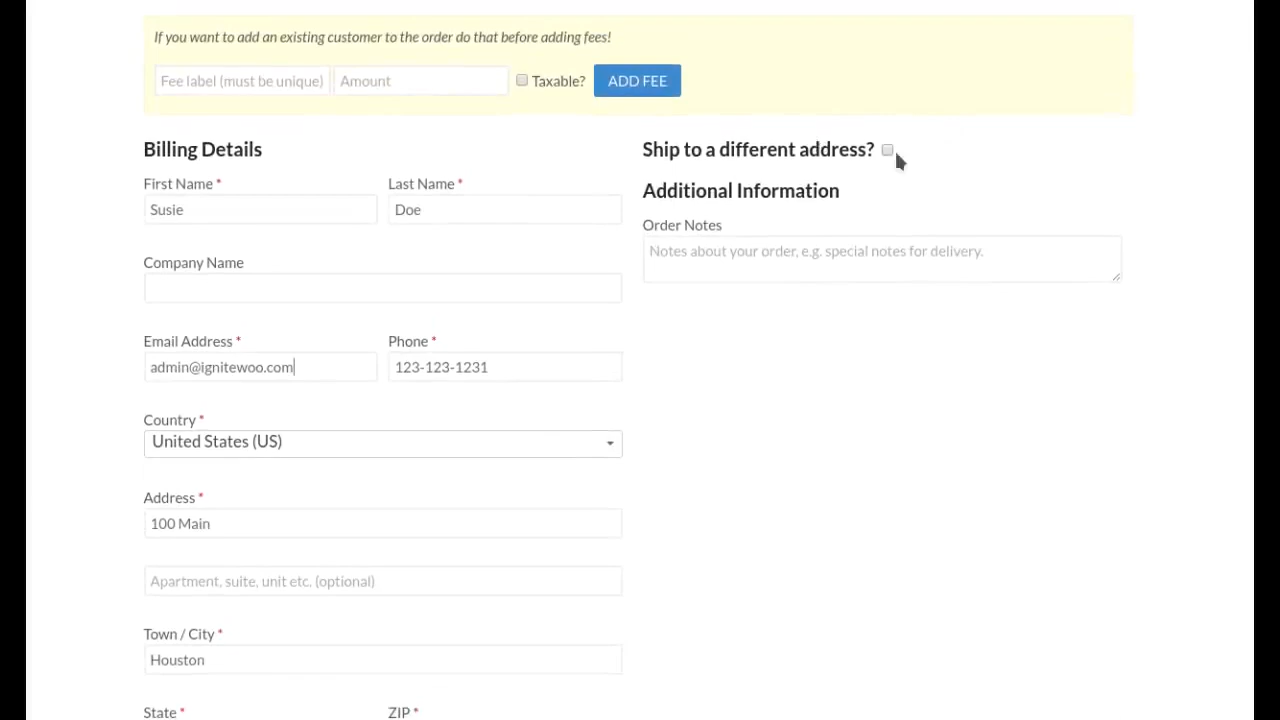 If you want to add an existing customer to the order do that before adding fees!
Fee label (must be unique) Amount Taxable? ADD FEE
Billing Details
First Name * Last Name *
Susie Doe
Company Name
Email Address * Phone *
admin@ignitewoo.com 123-123-1231
Country *
United States (US)
Address *
100 Main
Apartment, suite, unit etc. (optional)
Town / City *
Houston
State * ZIP *
Ship to a different address?
Additional Information
Order Notes
Notes about your order, e.g. special notes for delivery.